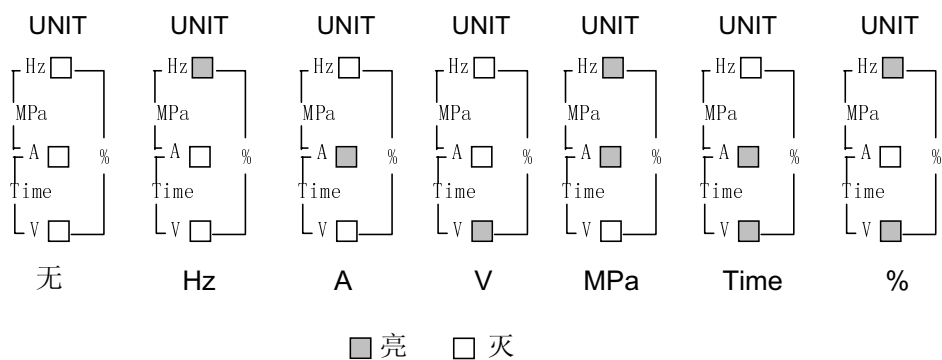 UNIT UNIT UNIT UNIT UNIT UNIT UNIT
Hz Hz Hz Hz Hz Hz Hz
MPa MPa MPa MPa MPa MPa MPa
A % A % A % A % A % A % A %
Time Time Time Time Time Time Time
V V V V V V V
无 Hz A V MPa Time %
亮 灭